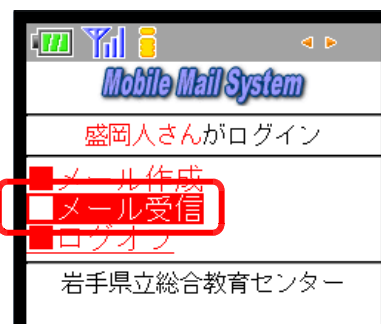 Mobile Mail System
盛岡人さんがログイン
■メール作成
■メール受信
■ログオフ
岩手県立総合教育センター